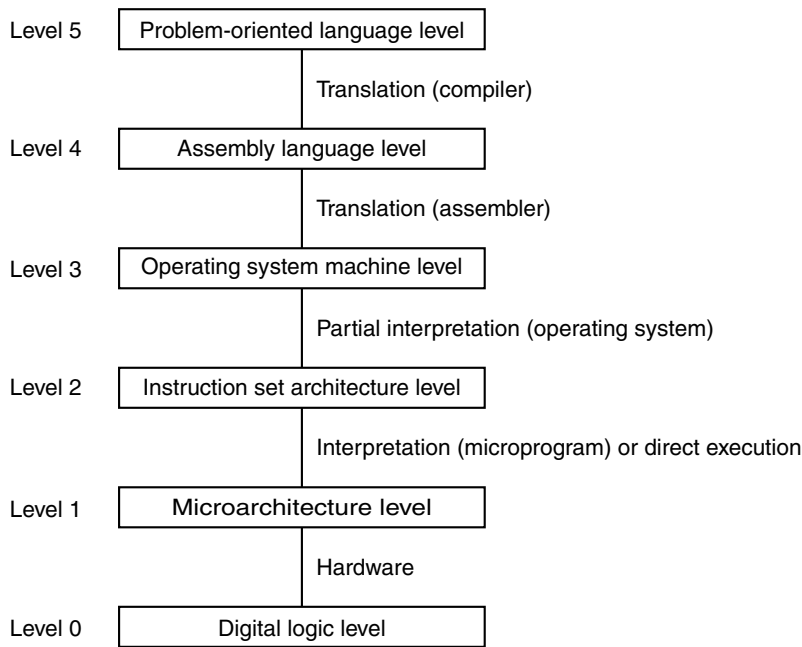 Level 5 Problem-oriented language level
Translation (compiler)
Level 4 Assembly language level
Translation (assembler)
Level 3 Operating system machine level
Partial interpretation (operating system)
Level 2 Instruction set architecture level
Interpretation (microprogram) or direct execution
Level 1 Microarchitecture level
Hardware
Level 0 Digital logic level